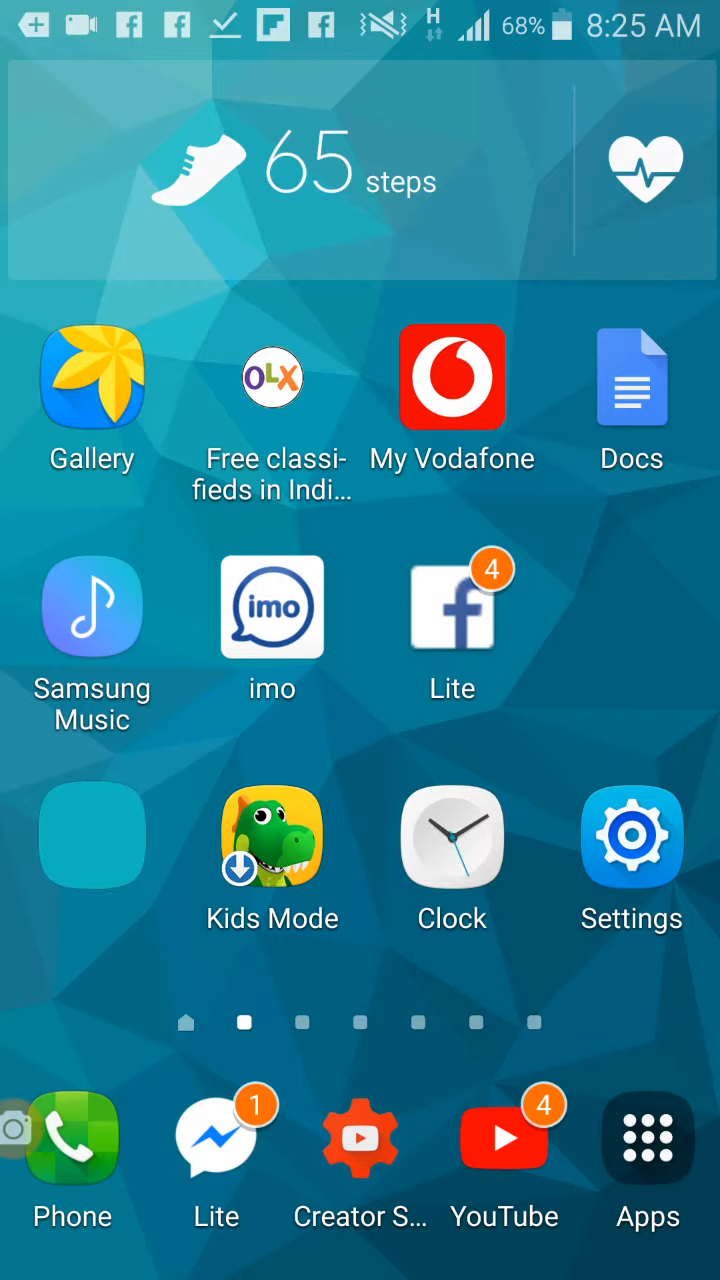 H 68% 8:25 AM
65 steps
OLX
Gallery
Free classi-
fieds in Indi...
My Vodafone
Docs
imo
4
Samsung
Music
imo
Lite
Kids Mode
Clock
Settings
1
4
Phone
Lite
Creator S...
YouTube
Apps